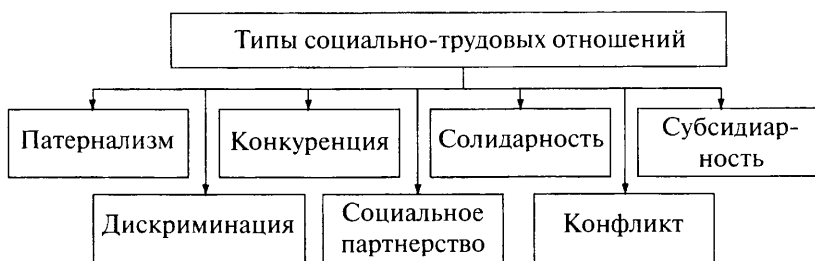 Типы социально-трудовых отношений
Патернализм
Конкуренция
Солидарность
Субсидиар-
ность
Дискриминация
Социальное
партнерство
Конфликт